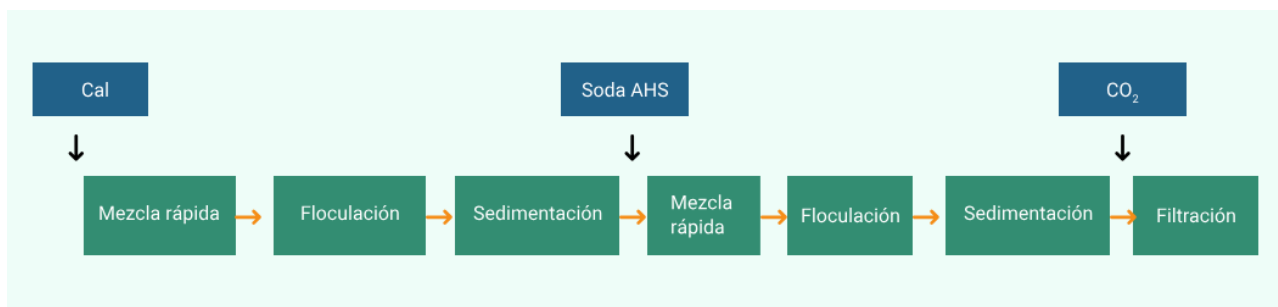 Cal
Soda AHS
CO₂
Mezcla rápida
Floculación
Sedimentación
Mezcla
rápida
Floculación
Sedimentación
Filtración